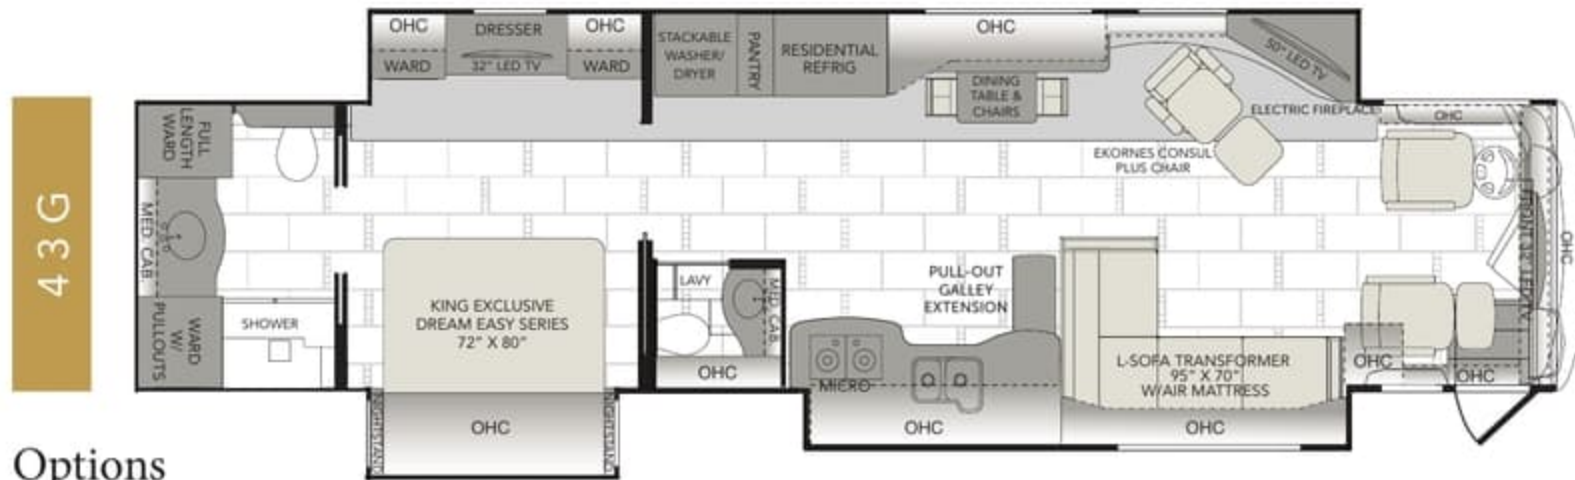 43G
OHC
DRESSER
OHC
WARD
32" LED TV
WARD
STACKABLE
WASHER/
DRYER
PANTRY
RESIDENTIAL
REFRIG
OHC
50" LED TV
DINING
TABLE &
CHAIRS
ELECTRIC FIREPLACE
OHC
EKORNES CONSUL
PLUS CHAIR
FULL
LENGTH
WARD
MED. CAB.
WARD
W/
PULLOUTS
SHOWER
KING EXCLUSIVE
DREAM EASY SERIES
72" X 80"
NIGHTSTAND
OHC
NIGHTSTAND
LAVY
MED. CAB.
OHC
PULL-OUT
GALLEY
EXTENSION
MICRO
OHC
L-SOFA TRANSFORMER
95" X 70"
W/AIR MATTRESS
OHC
OHC
OHC
OHC
Options